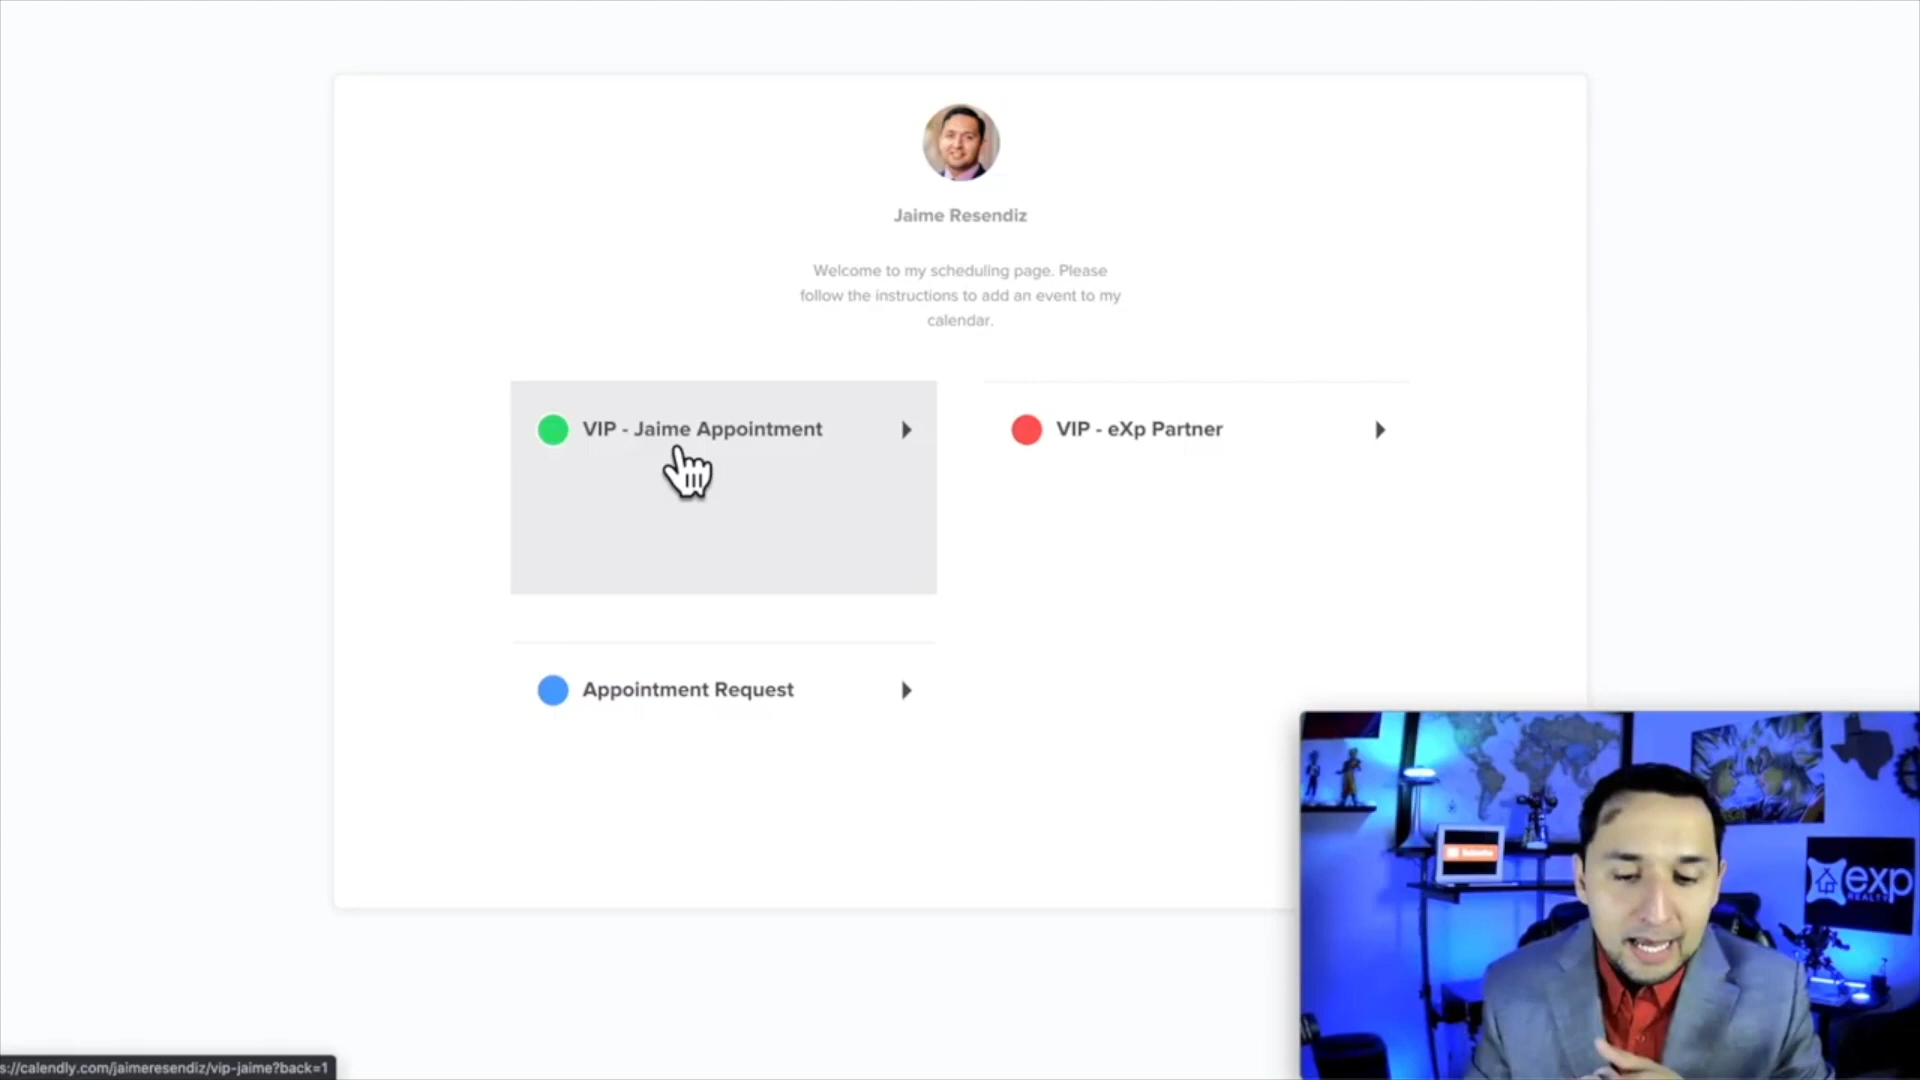 Jaime Resendiz
Welcome to my scheduling page. Please
follow the instructions to add an event to my
calendar.
VIP - Jaime Appointment
VIP - eXp Partner
Appointment Request
exp
REALTY
s://calendly.com/jaimeresendiz/vip-jaime?back=1